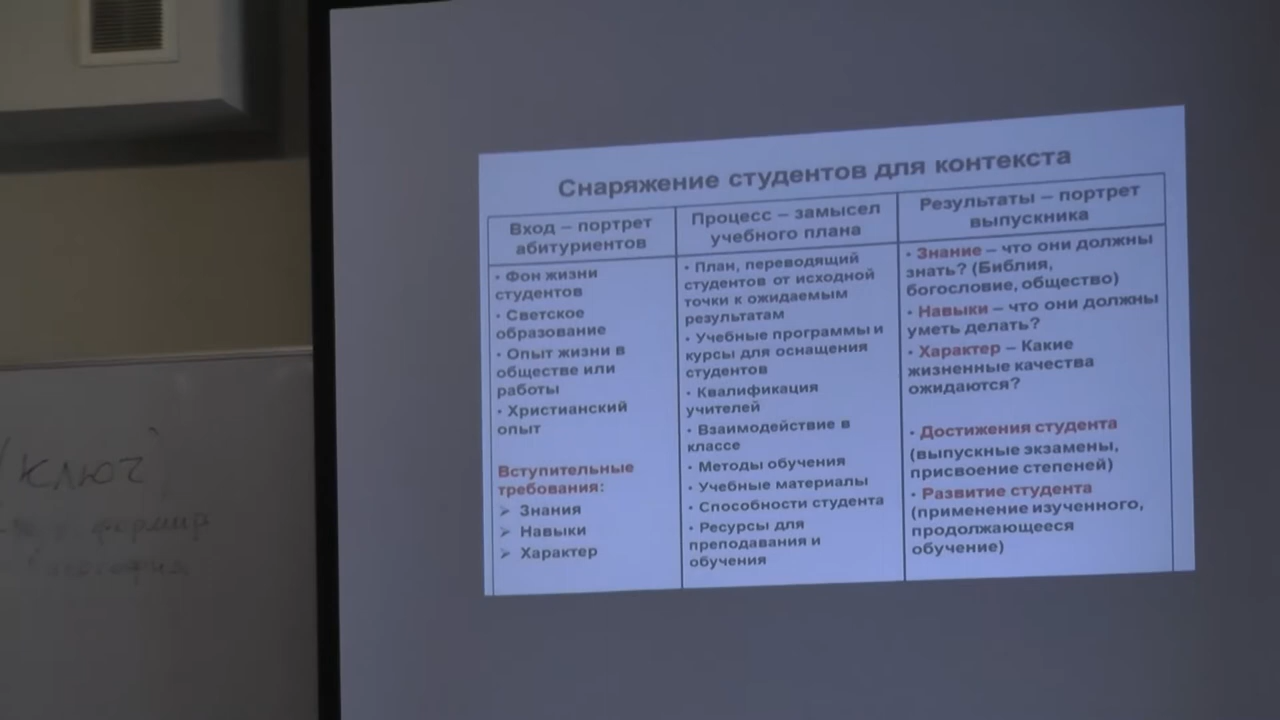 Снаряжение студентов для контекста
Вход – портрет
абитуриентов
• Фон жизни
студентов
• Светское
образование
• Опыт жизни в
обществе или
работы
• Христианский
опыт
Вступительные
требования:
➢ Знания
➢ Навыки
➢ Характер
Процесс – замысел
учебного плана
• План, переводящий
студентов от исходной
точки к ожидаемым
результатам
• Учебные программы и
курсы для оснащения
студентов
• Квалификация
учителей
• Взаимодействие в
классе
• Методы обучения
• Учебные материалы
• Способности студента
• Ресурсы для
преподавания и
обучения
Результаты – портрет
выпускника
• Знание – что они должны
знать? (Библия,
богословие, общество)
• Навыки – что они должны
уметь делать?
• Характер – Какие
жизненные качества
ожидаются?
• Достижения студента
(выпускные экзамены,
присвоение степеней)
• Развитие студента
(применение изученного,
продолжающееся
обучение)
ключ